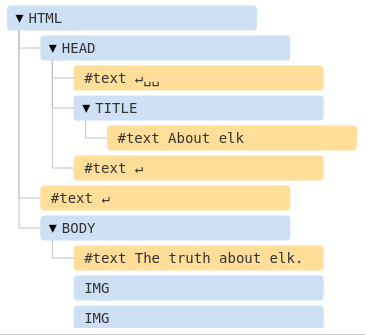 ▼ HTML
▼ HEAD
#text ↵␣␣
▼ TITLE
#text About elk
#text ↵
#text ↵
▼ BODY
#text The truth about elk.
IMG
IMG